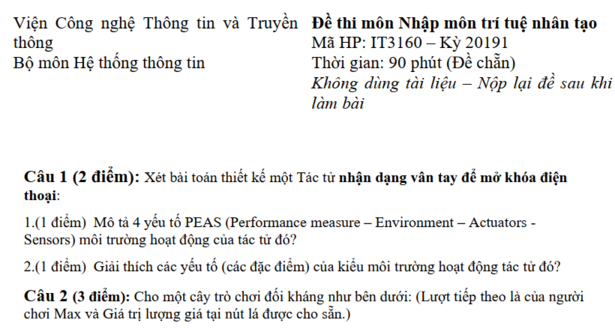 Viện Công nghệ Thông tin và Truyền thông
Bộ môn Hệ thống thông tin
Đề thi môn Nhập môn trí tuệ nhân tạo
Mã HP: IT3160 – Kỳ 20191
Thời gian: 90 phút (Đề chẵn)
Không dùng tài liệu – Nộp lại đề sau khi
làm bài
Câu 1 (2 điểm): Xét bài toán thiết kế một Tác tử nhận dạng vân tay để mở khóa điện
thoại:
1.(1 điểm) Mô tả 4 yếu tố PEAS (Performance measure – Environment – Actuators -
Sensors) môi trường hoạt động của tác tử đó?
2.(1 điểm) Giải thích các yếu tố (các đặc điểm) của kiểu môi trường hoạt động tác tử đó?
Câu 2 (3 điểm): Cho một cây trò chơi đối kháng như bên dưới: (Lượt tiếp theo là của người
chơi Max và Giá trị lượng giá tại nút lá được cho sẵn.)